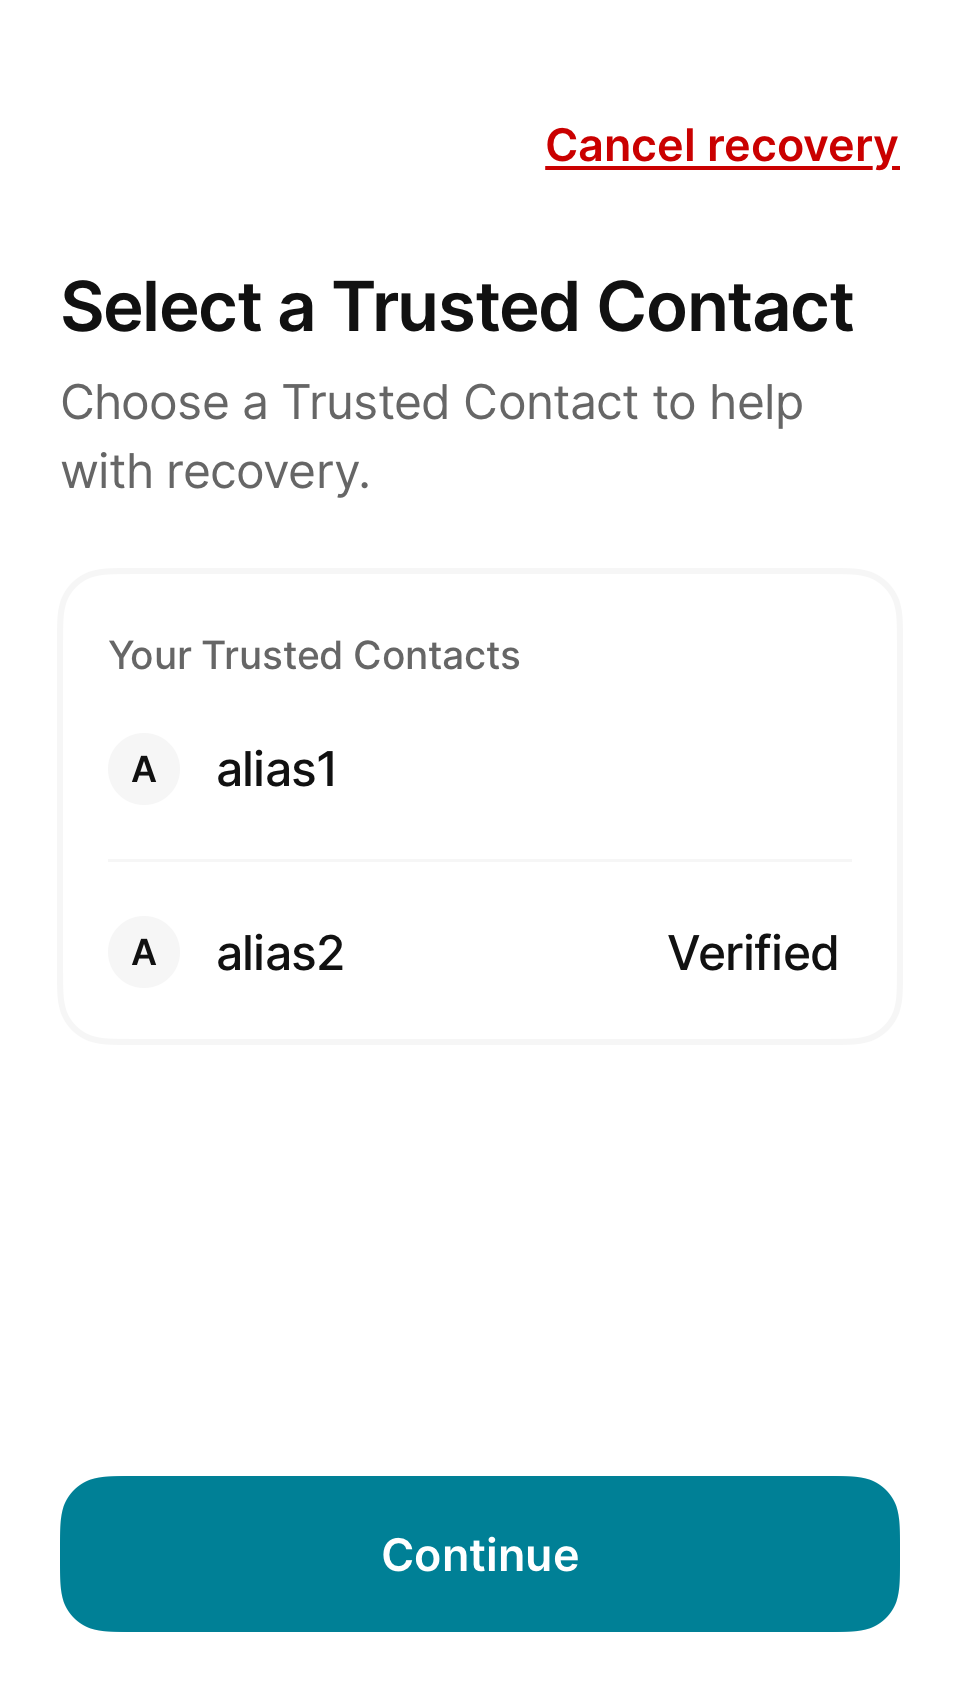 Cancel recovery
Select a Trusted Contact
Choose a Trusted Contact to help
with recovery.
Your Trusted Contacts
A alias1
A alias2 Verified
Continue